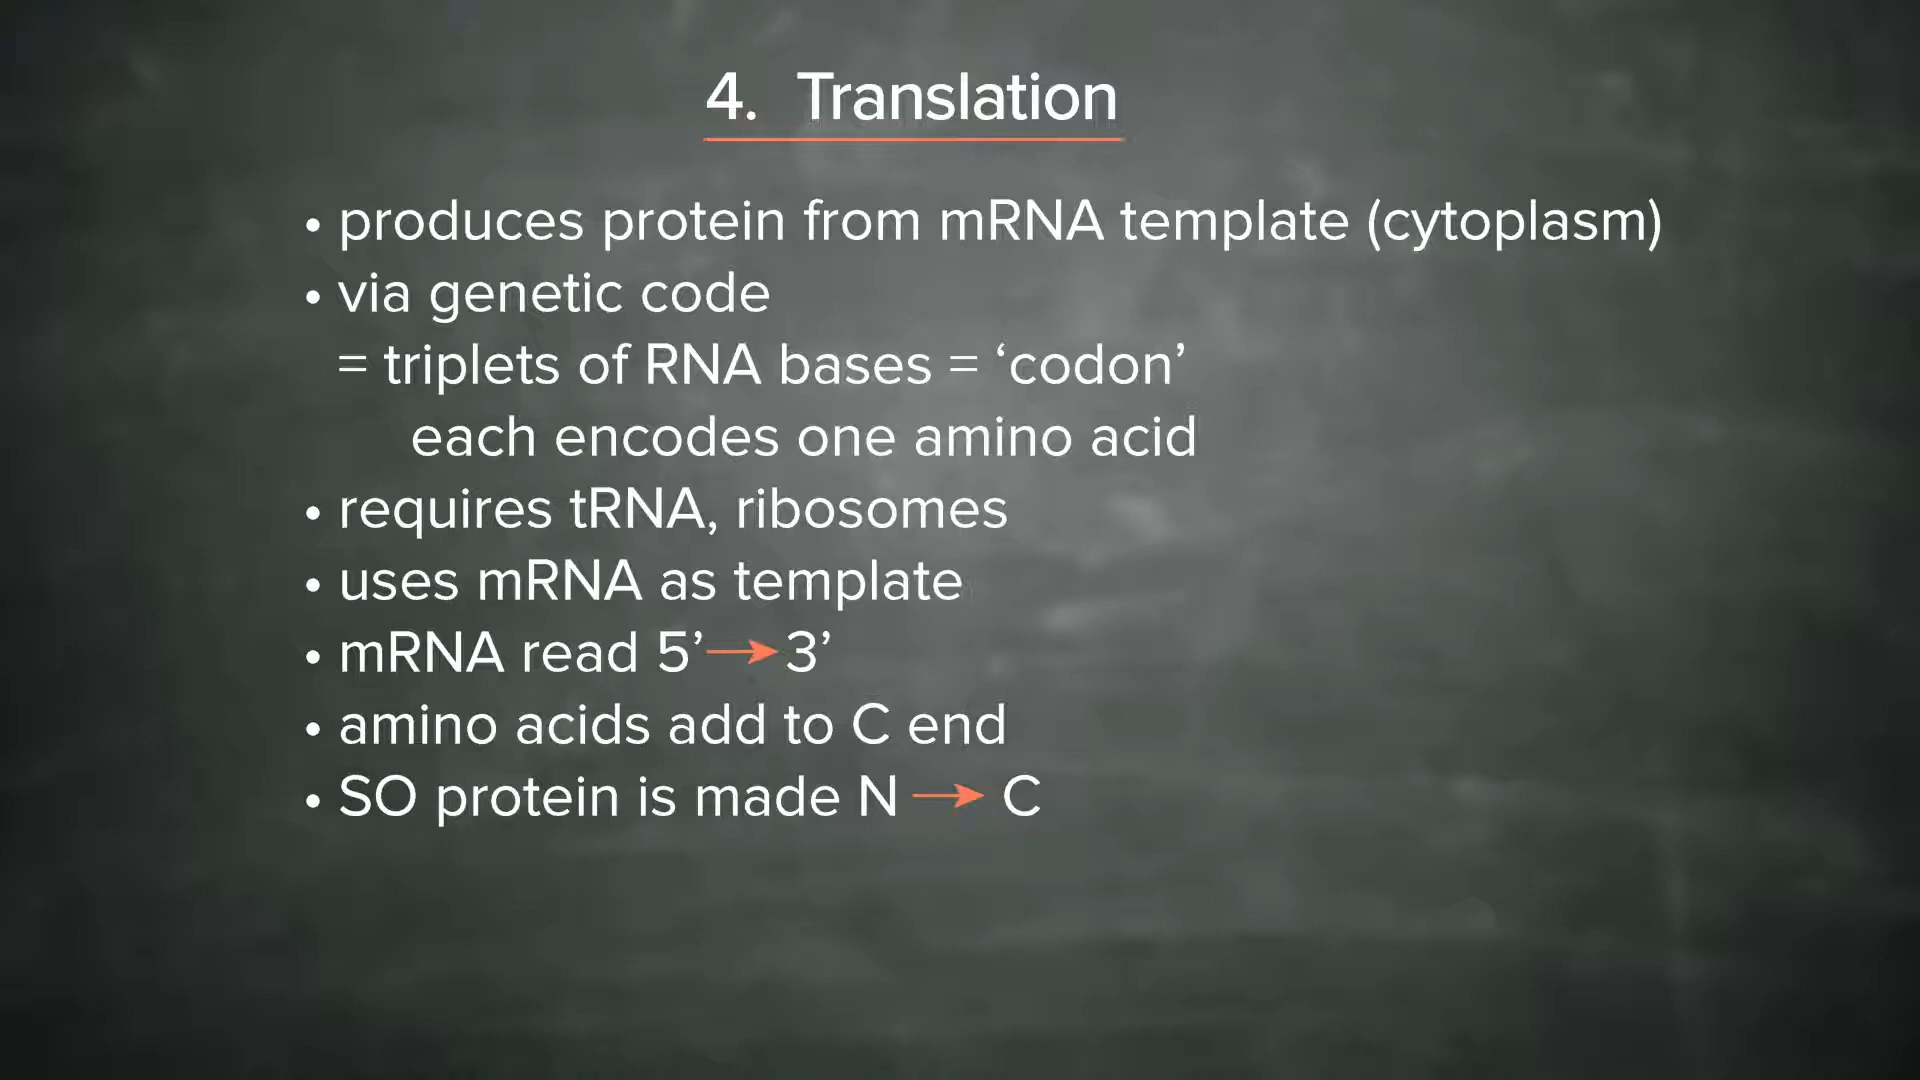 4. Translation
• produces protein from mRNA template (cytoplasm)
• via genetic code
= triplets of RNA bases = ‘codon’
each encodes one amino acid
• requires tRNA, ribosomes
• uses mRNA as template
• mRNA read 5’→3’
• amino acids add to C end
• SO protein is made N → C